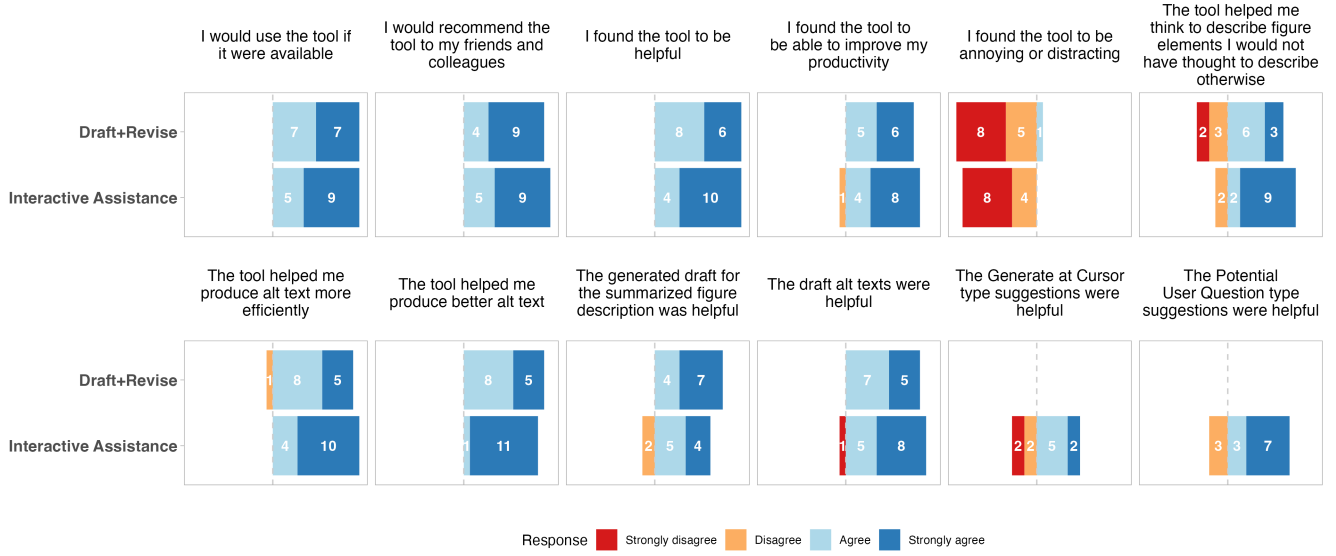 I would use the tool if
it were available
I would recommend the
tool to my friends and
colleagues
I found the tool to be
helpful
I found the tool to
be able to improve my
productivity
I found the tool to be
annoying or distracting
The tool helped me
think to describe figure
elements I would not
have thought to describe
otherwise
Draft+Revise
7 7
4 9
8 6
5 6
8 5 1
2 3 6 3
Interactive Assistance
5 9
5 9
4 10
1 4 8
8 4
2 2 9
The tool helped me
produce alt text more
efficiently
The tool helped me
produce better alt text
The generated draft for
the summarized figure
description was helpful
The draft alt texts were
helpful
The Generate at Cursor
type suggestions were
helpful
The Potential
User Question type
suggestions were helpful
Draft+Revise
1 8 5
8 5
4 7
7 5
Interactive Assistance
4 10
1 11
2 5 4
1 5 8
2 2 5 2
3 3 7
Response Strongly disagree Disagree Agree Strongly agree